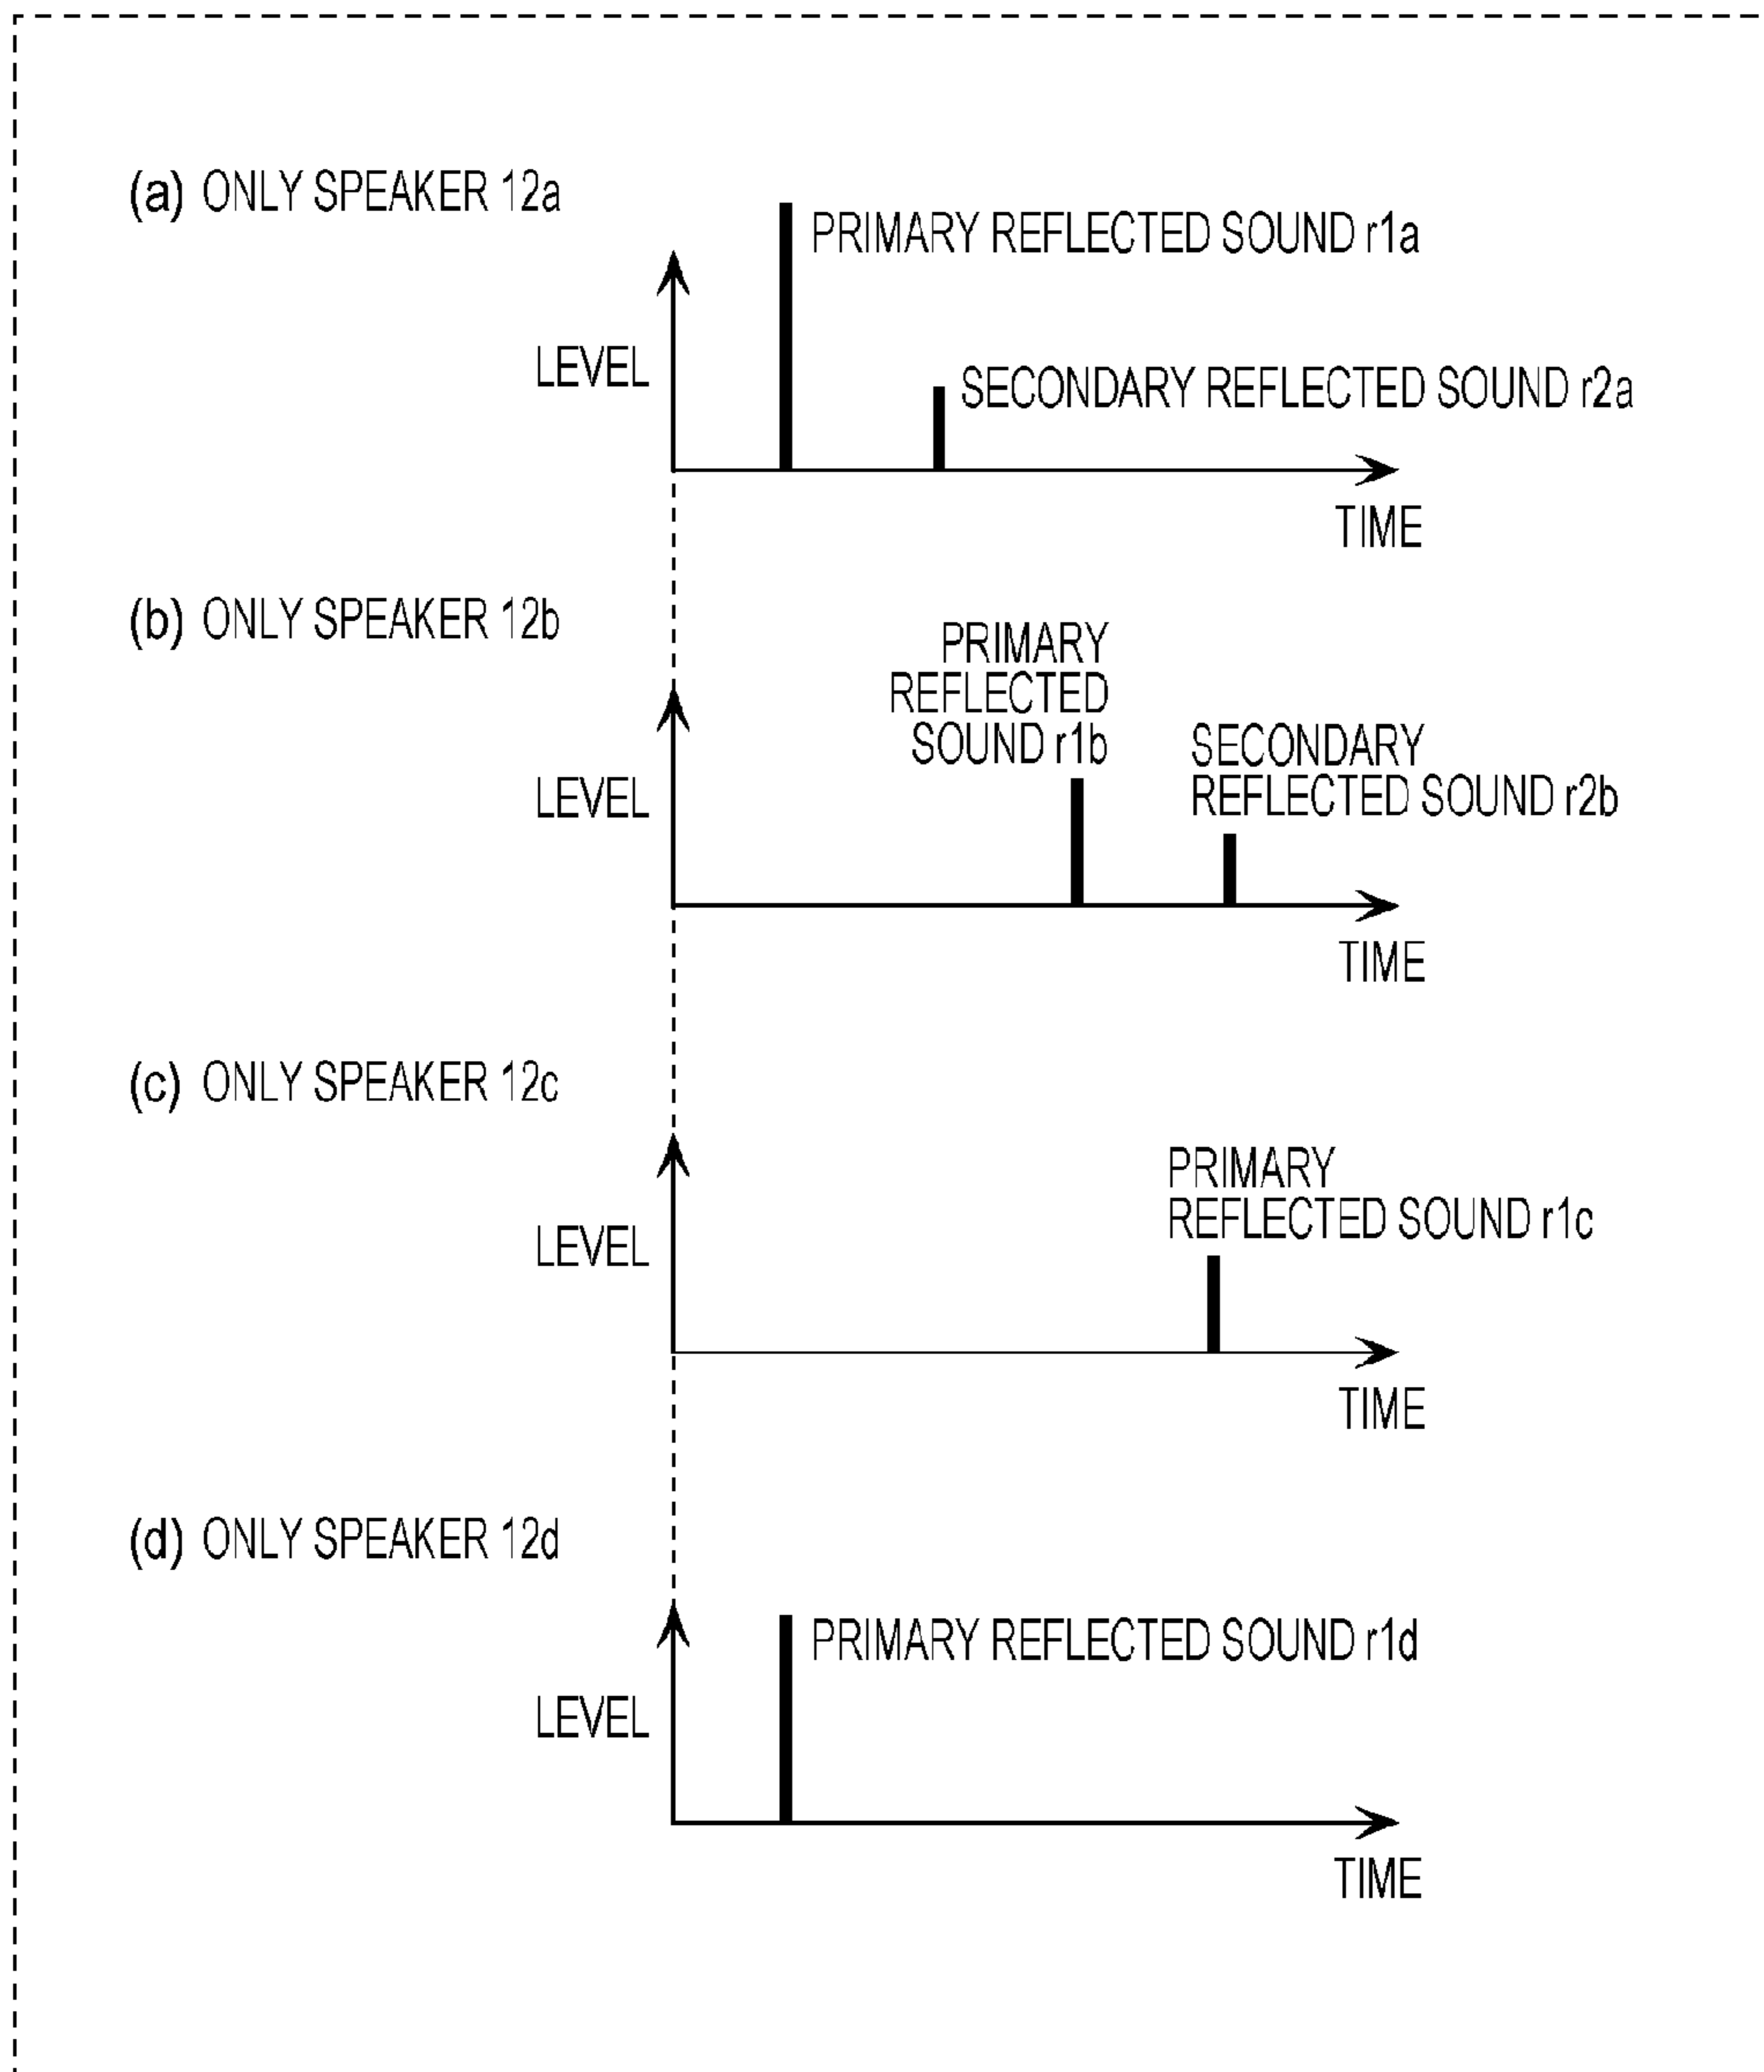 (a) ONLY SPEAKER 12a
PRIMARY REFLECTED SOUND r1a
LEVEL
SECONDARY REFLECTED SOUND r2a
TIME
(b) ONLY SPEAKER 12b
PRIMARY
REFLECTED
SOUND r1b
SECONDARY
REFLECTED SOUND r2b
LEVEL
TIME
(c) ONLY SPEAKER 12c
PRIMARY
REFLECTED SOUND r1c
LEVEL
TIME
(d) ONLY SPEAKER 12d
PRIMARY REFLECTED SOUND r1d
LEVEL
TIME